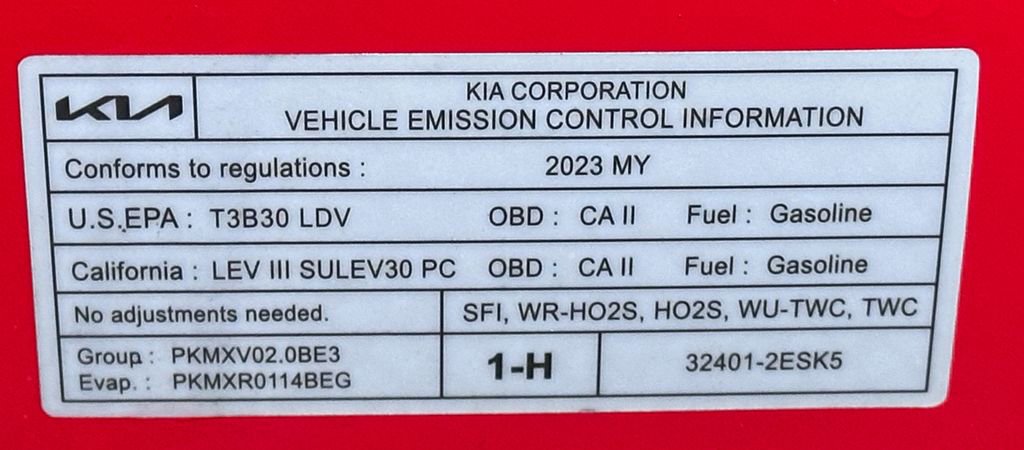 KIA
KIA CORPORATION
VEHICLE EMISSION CONTROL INFORMATION
Conforms to regulations : 2023 MY
U.S.EPA : T3B30 LDV OBD : CA II Fuel : Gasoline
California : LEV III SULEV30 PC OBD : CA II Fuel : Gasoline
No adjustments needed. SFI, WR-HO2S, HO2S, WU-TWC, TWC
Group : PKMXV02.0BE3
Evap. : PKMXR0114BEG
1-H
32401-2ESK5